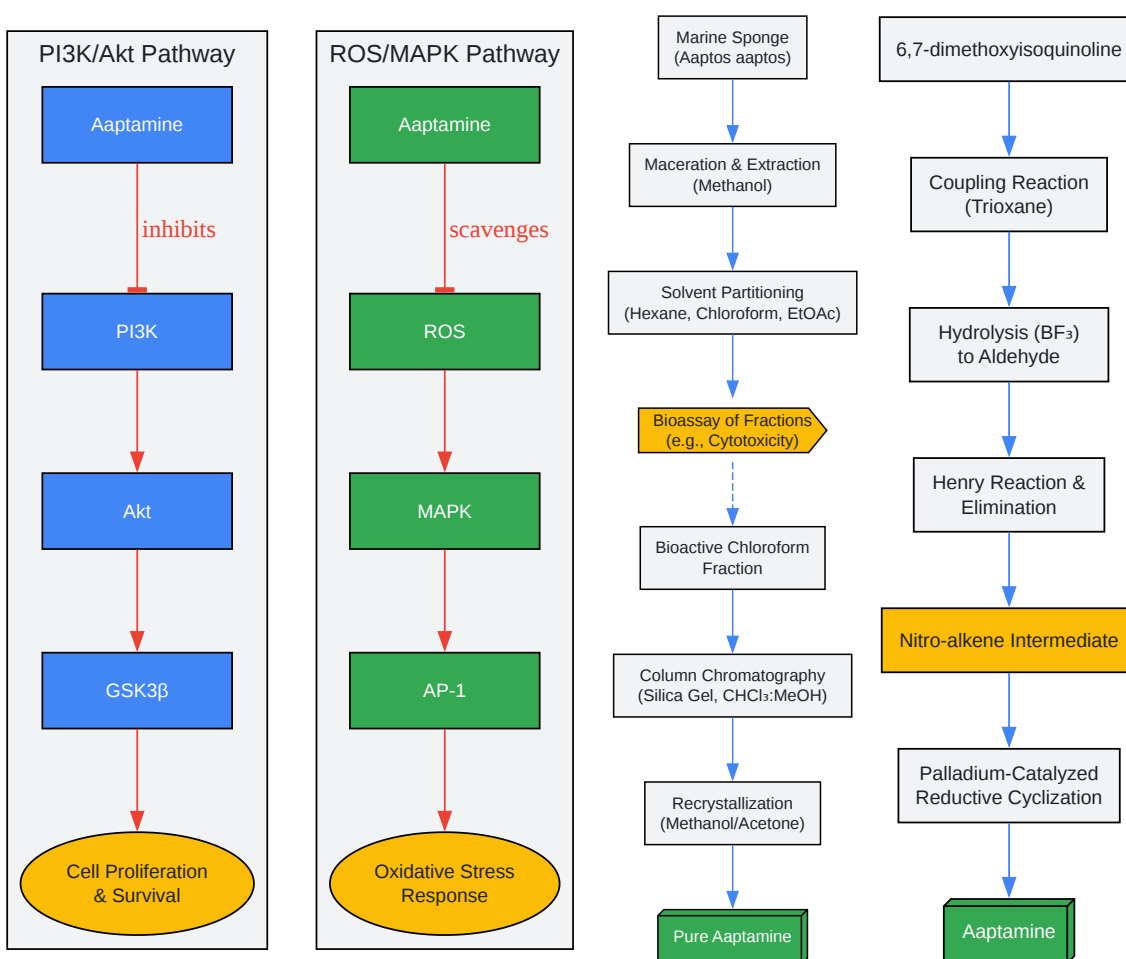 PI3K/Akt Pathway
Aaptamine
inhibits
PI3K
Akt
GSK3β
Cell Proliferation
& Survival
ROS/MAPK Pathway
Aaptamine
scavenges
ROS
MAPK
AP-1
Oxidative Stress
Response
Marine Sponge
(Aaptos aaptos)
Maceration & Extraction
(Methanol)
Solvent Partitioning
(Hexane, Chloroform, EtOAc)
Bioassay of Fractions
(e.g., Cytotoxicity)
Bioactive Chloroform
Fraction
Column Chromatography
(Silica Gel, CHCl₃:MeOH)
Recrystallization
(Methanol/Acetone)
Pure Aaptamine
6,7-dimethoxyisoquinoline
Coupling Reaction
(Trioxane)
Hydrolysis (BF₃)
to Aldehyde
Henry Reaction &
Elimination
Nitro-alkene Intermediate
Palladium-Catalyzed
Reductive Cyclization
Aaptamine